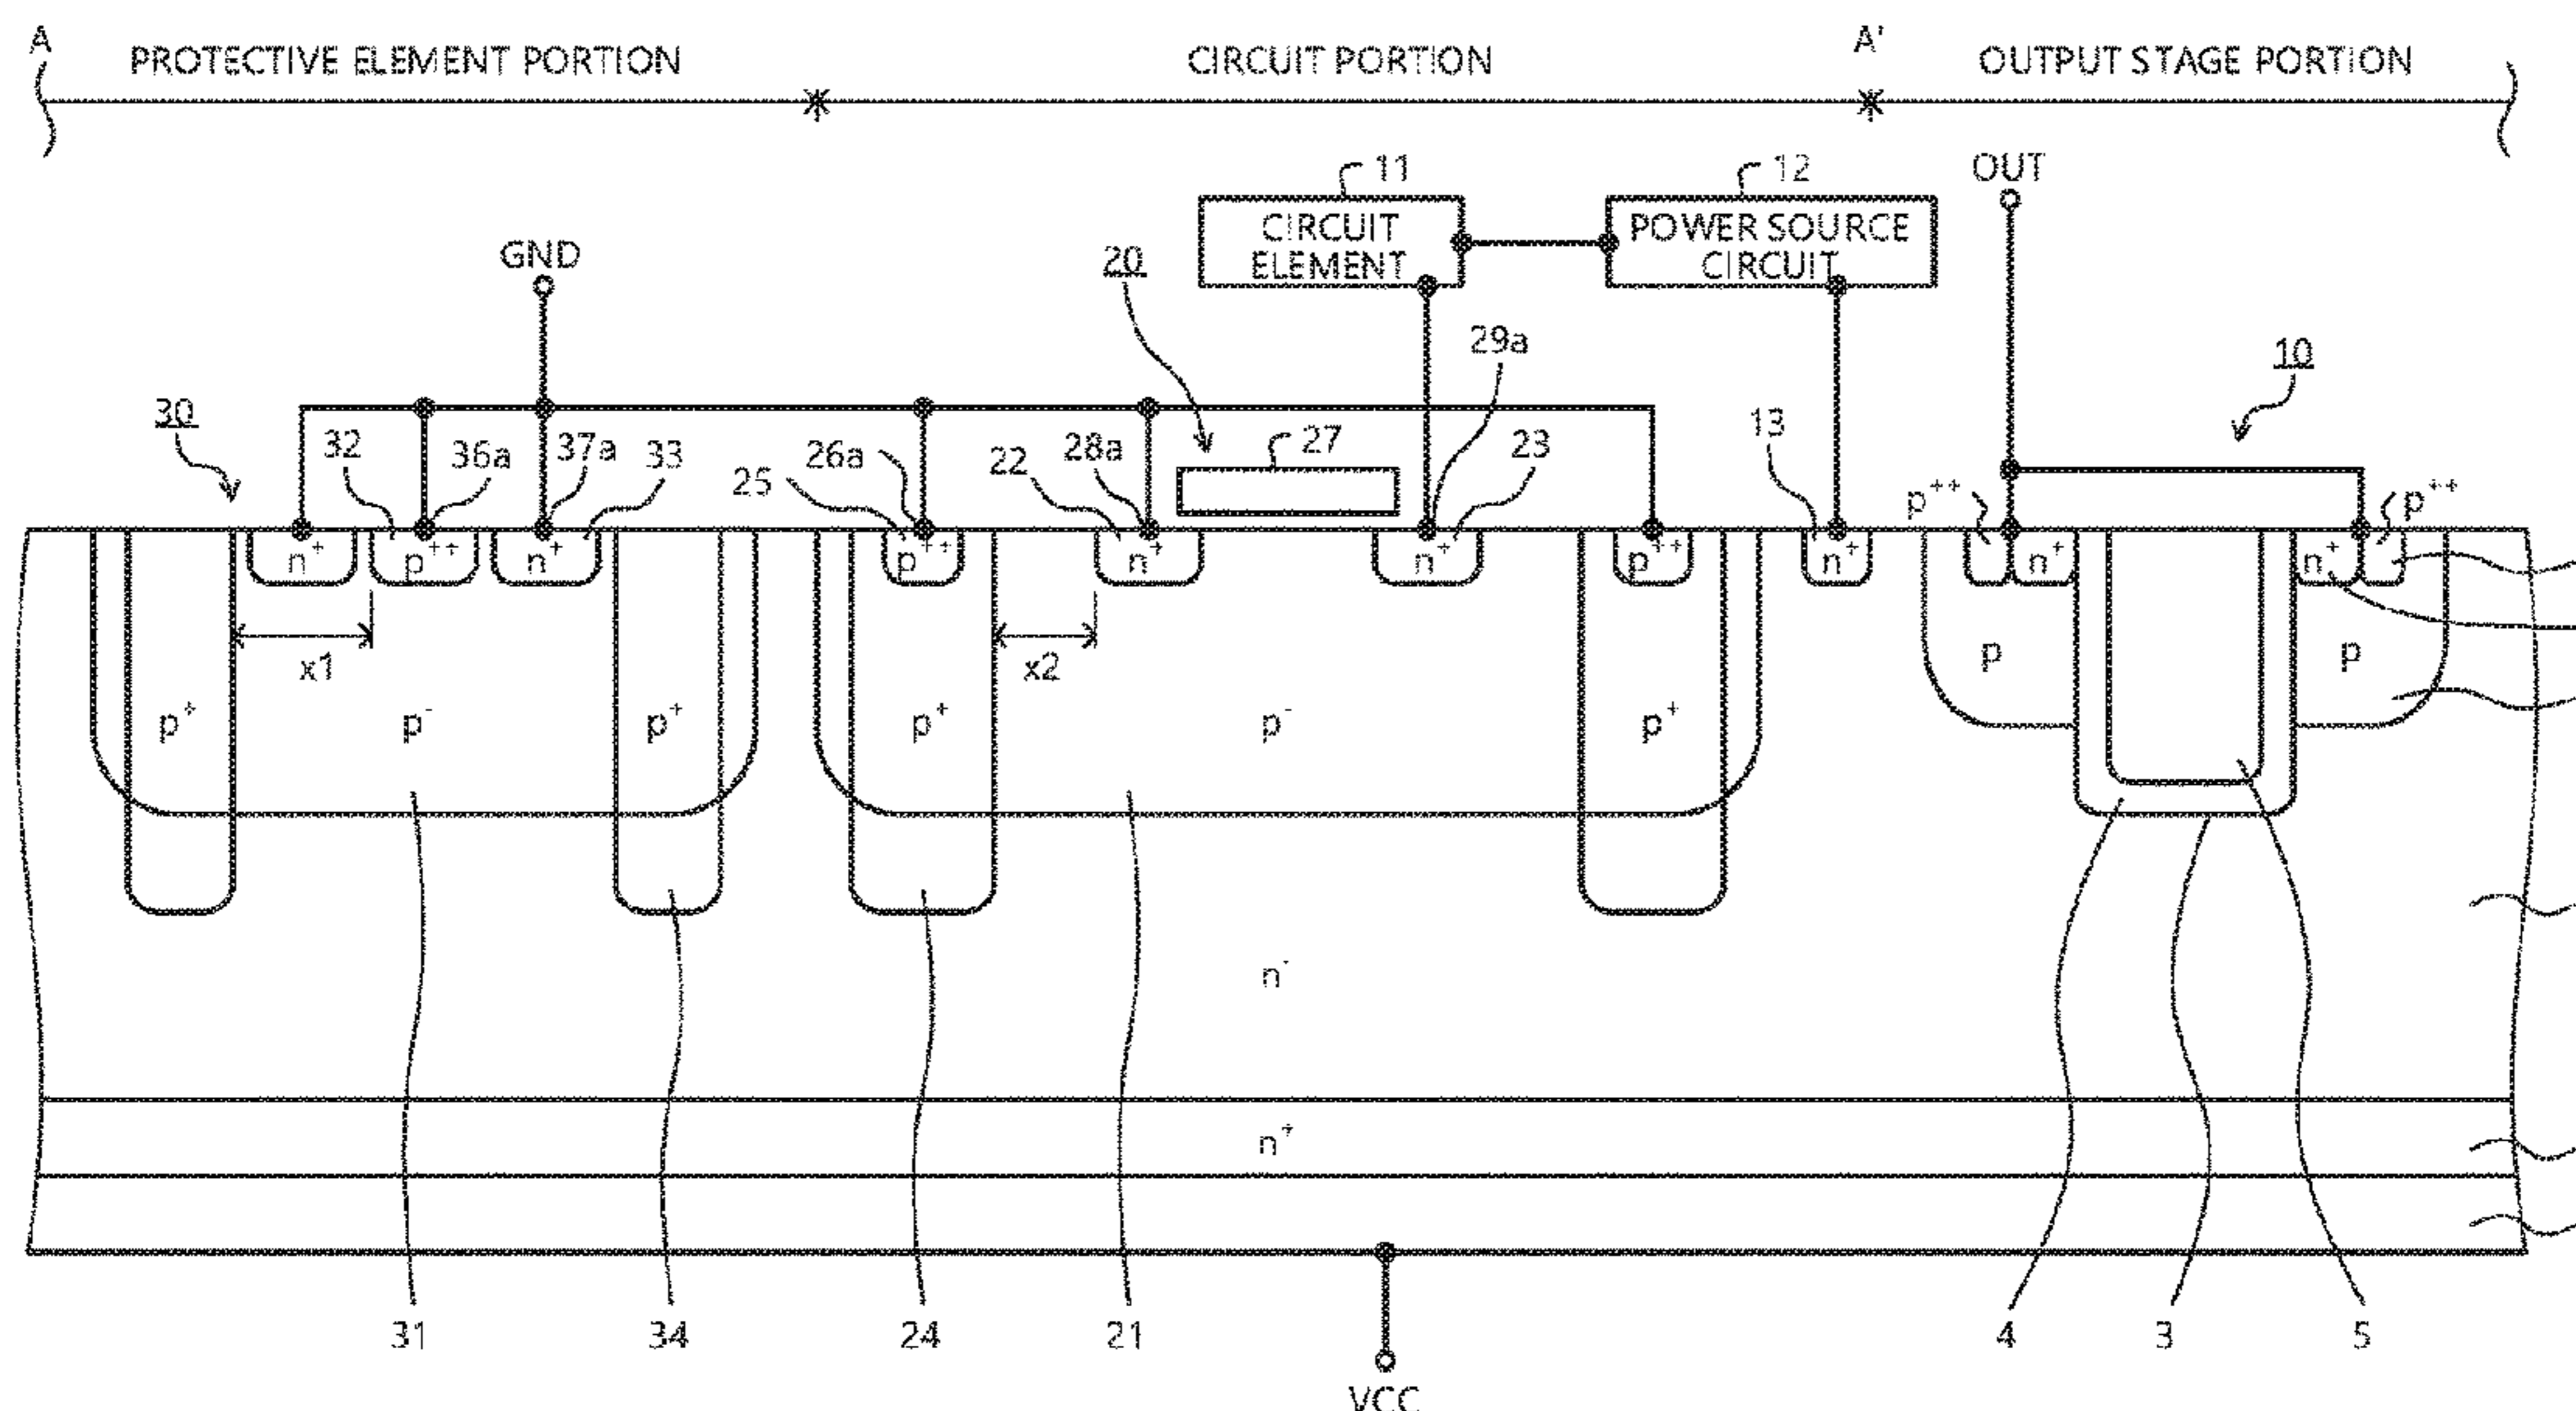 A PROTECTIVE ELEMENT PORTION CIRCUIT PORTION A' OUTPUT STAGE PORTION
11 12 OUT
CIRCUIT ELEMENT
POWER SOURCE CIRCUIT
GND 20
29a 10
30 32 36a 37a 33 25 26a 22 28a 27 23 13
p++ p++
n+ p++ n+ p++ n+ n+ p++ n+ n+ n+
x1 x2 p p
p+ p- p+ p+ p- p+
n-
n+
31 34 24 21 4 3 5
VCC